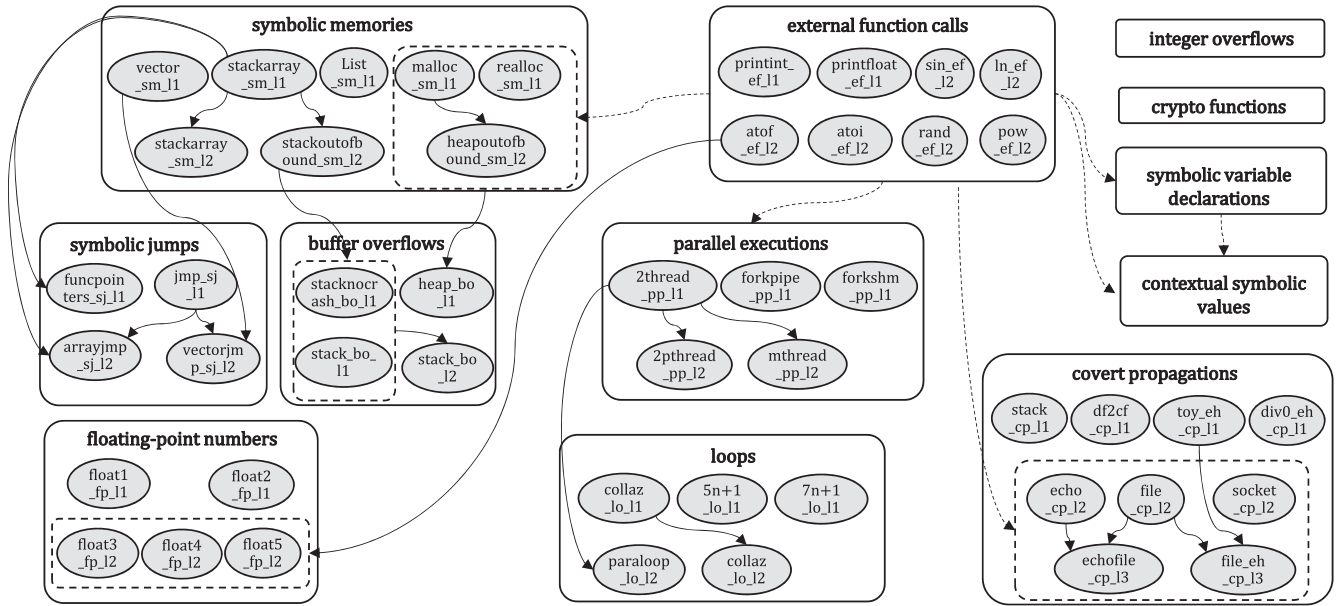 symbolic memories
vector
_sm_l1
stackarray
_sm_l1
List
_sm_l1
malloc
_sm_l1
realloc
_sm_l1
stackarray
_sm_l2
stackoutofb
ound_sm_l2
heapoutofb
ound_sm_l2
external function calls
printint_
ef_l1
printfloat
_ef_l1
sin_ef
_l2
ln_ef
_l2
atof
_ef_l2
atoi
_ef_l2
rand
_ef_l2
pow
_ef_l2
integer overflows
crypto functions
symbolic variable
declarations
contextual symbolic
values
symbolic jumps
funcpoin
ters_sj_l1
jmp_sj
_l1
arrayjmp
_sj_l2
vectorjm
p_sj_l2
buffer overflows
stacknocr
ash_bo_l1
heap_bo
_l1
stack_bo_
l1
stack_bo
_l2
parallel executions
2thread
_pp_l1
forkpipe
_pp_l1
forkshm
_pp_l1
2pthread
_pp_l2
mthread
_pp_l2
covert propagations
stack
_cp_l1
df2cf
_cp_l1
toy_eh
_cp_l1
div0_eh
_cp_l1
echo
_cp_l2
file
_cp_l2
socket
_cp_l2
echofile
_cp_l3
file_eh
_cp_l3
floating-point numbers
float1
_fp_l1
float2
_fp_l1
float3
_fp_l2
float4
_fp_l2
float5
_fp_l2
loops
collaz
_lo_l1
5n+1
_lo_l1
7n+1
_lo_l1
paraloop
_lo_l2
collaz
_lo_l2